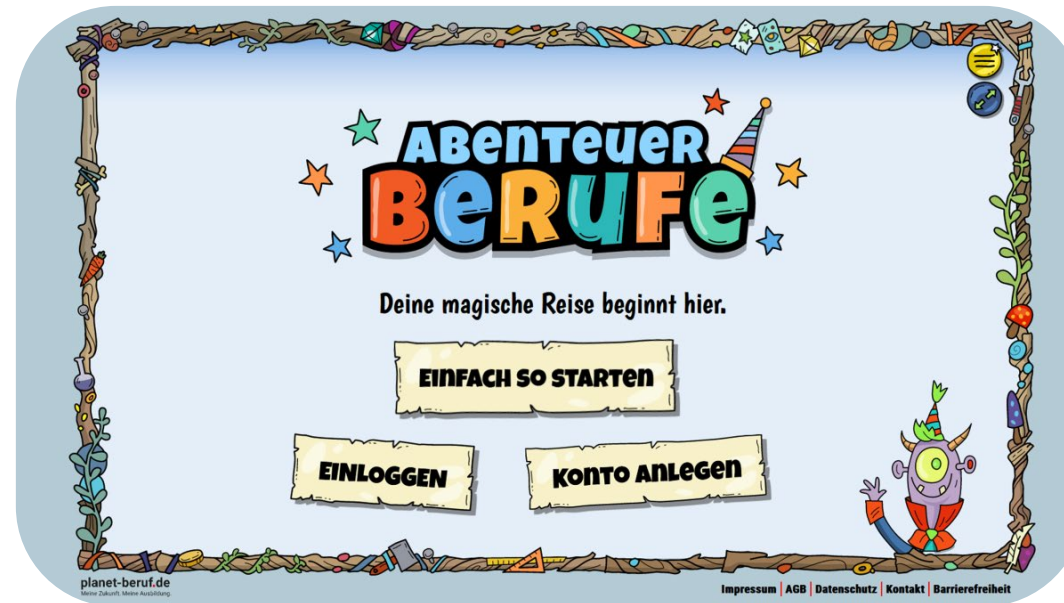 ABENTEUER
BERUFE
Deine magische Reise beginnt hier.
EINFACH SO STARTEN
EINLOGGEN
KONTO ANLEGEN
planet-beruf.de
Meine Zukunft. Meine Ausbildung.
Impressum | AGB | Datenschutz | Kontakt | Barrierefreiheit